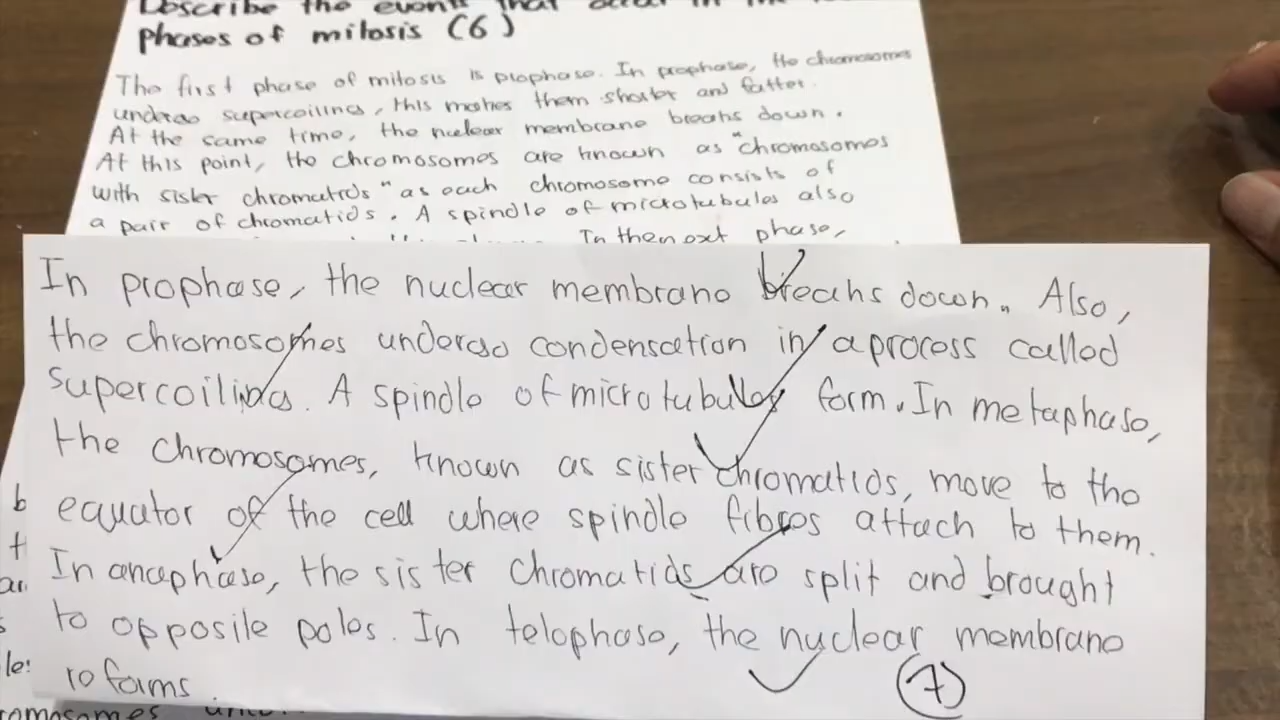 Describe the events that occur in the
phases of mitosis (6)
The first phase of mitosis is prophase. In prophase, the chromosomes
undergo supercoiling, this makes them shorter and fatter.
At the same time, the nuclear membrane breaks down.
At this point, the chromosomes are known as "chromosomes
with sister chromatids" as each chromosome consists of
a pair of chromatids. A spindle of microtubules also
In the next phase,
In prophase, the nuclear membrane breaks down. Also,
the chromosomes undergo condensation in a process called
supercoiling. A spindle of microtubules form. In metaphase,
the chromosomes, known as sister chromatids, move to the
equator of the cell where spindle fibres attach to them.
In anaphase, the sister chromatids are split and brought
to opposite poles. In telophase, the nuclear membrane
reforms.
7